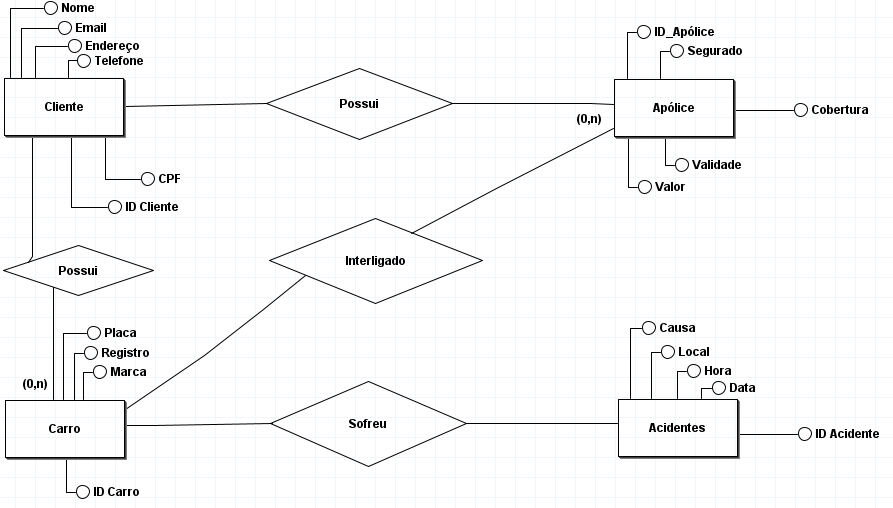 Nome
Email
Endereço
Telefone
Cliente
CPF
ID Cliente
Possui
(0,n)
ID_Apólice
Segurado
Apólice
Cobertura
Validade
Valor
Possui
Interligado
(0,n)
Placa
Registro
Marca
Carro
ID Carro
Sofreu
Causa
Local
Hora
Data
Acidentes
ID Acidente